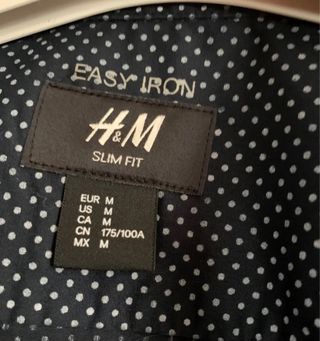 EASY IRON
H&M
SLIM FIT
EUR M
US M
CA M
CN 175/100A
MX M